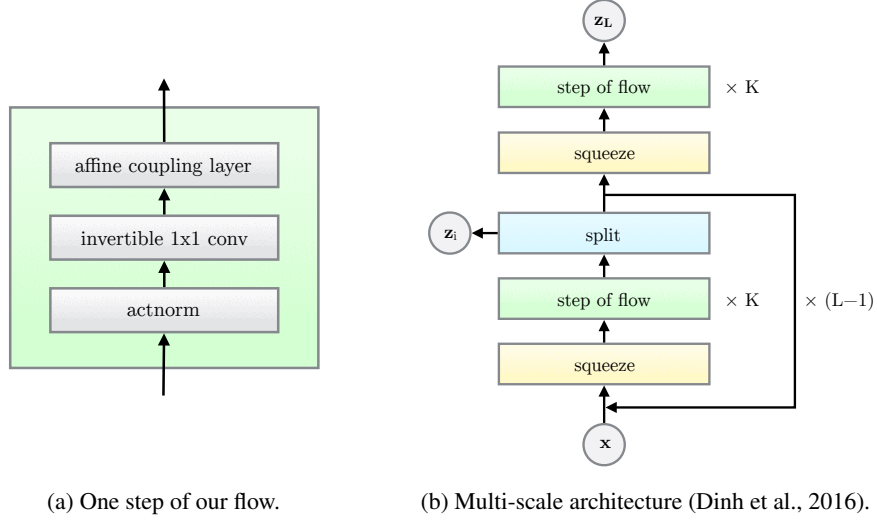 affine coupling layer
invertible 1x1 conv
actnorm
(a) One step of our flow.
z_L
step of flow × K
squeeze
z_i split
step of flow × K × (L−1)
squeeze
x
(b) Multi-scale architecture (Dinh et al., 2016).